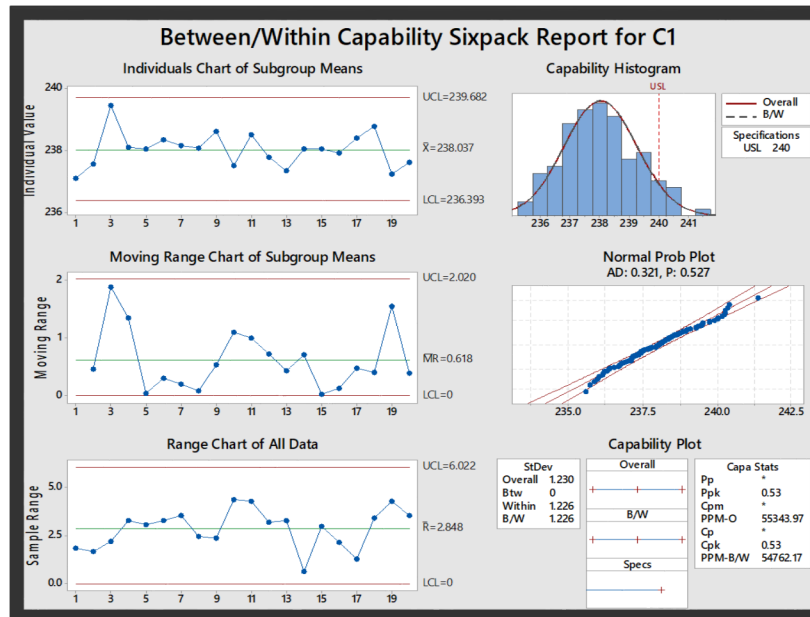 Between/Within Capability Sixpack Report for C1
Individuals Chart of Subgroup Means
Individual Value
240
238
236
UCL=239.682
X̿=238.037
LCL=236.393
1 3 5 7 9 11 13 15 17 19
Moving Range Chart of Subgroup Means
Moving Range
2
1
0
UCL=2.020
M̅R̅=0.618
LCL=0
1 3 5 7 9 11 13 15 17 19
Range Chart of All Data
Sample Range
5.0
2.5
0.0
UCL=6.022
R̅=2.848
LCL=0
1 3 5 7 9 11 13 15 17 19
Capability Histogram
USL
236 237 238 239 240 241
Overall
B/W
Specifications
USL 240
Normal Prob Plot
AD: 0.321, P: 0.527
235.0 237.5 240.0 242.5
Capability Plot
StDev
Overall 1.230
Btw 0
Within 1.226
B/W 1.226
Overall
B/W
Specs
Capa Stats
Pp *
Ppk 0.53
Cpm *
PPM-O 55343.97
Cp *
Cpk 0.53
PPM-B/W 54762.17